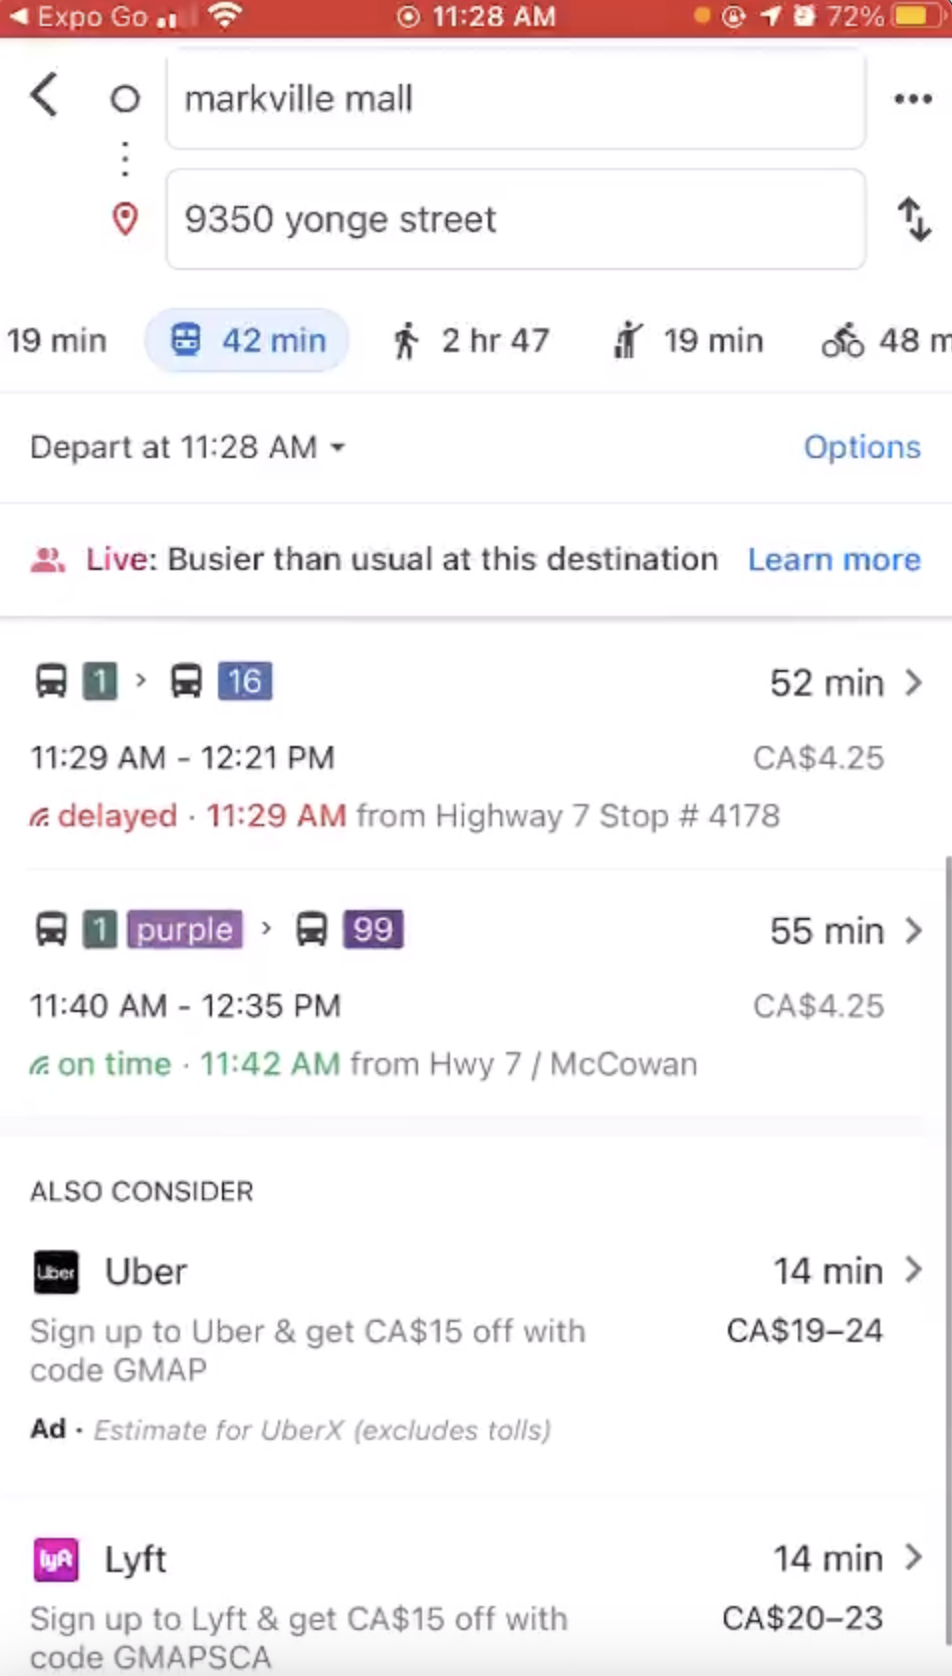 Expo Go 11:28 AM 72%
markville mall
9350 yonge street
19 min 42 min 2 hr 47 19 min 48 m
Depart at 11:28 AM Options
Live: Busier than usual at this destination Learn more
1 16 52 min
11:29 AM - 12:21 PM CA$4.25
delayed · 11:29 AM from Highway 7 Stop # 4178
1 purple 99 55 min
11:40 AM - 12:35 PM CA$4.25
on time · 11:42 AM from Hwy 7 / McCowan
ALSO CONSIDER
Uber Uber 14 min
Sign up to Uber & get CA$15 off with CA$19–24
code GMAP
Ad · Estimate for UberX (excludes tolls)
lyft Lyft 14 min
Sign up to Lyft & get CA$15 off with CA$20–23
code GMAPSCA